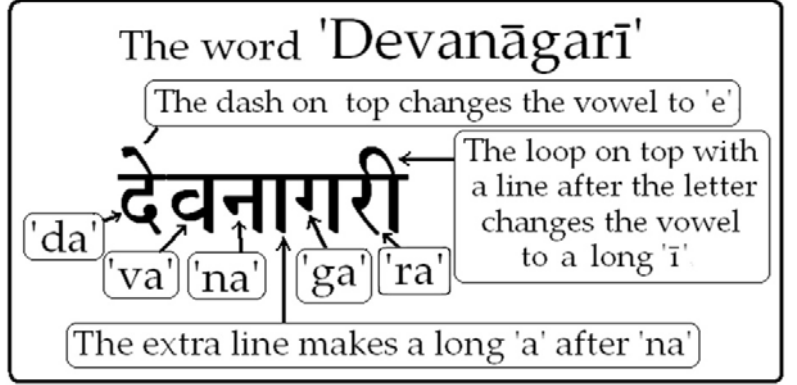 The word 'Devanāgarī'
The dash on top changes the vowel to 'e'
देवनागरी
The loop on top with
a line after the letter
changes the vowel
to a long 'ī'
'da'
'va'
'na'
'ga'
'ra'
The extra line makes a long 'a' after 'na'